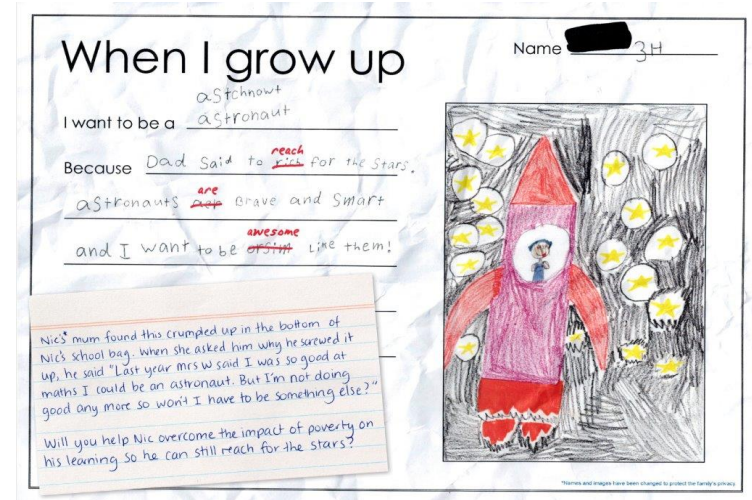 When I grow up
Name 3H
astchnowt
I want to be a astronaut
reach
Because Dad said to rich for the stars.
are
astronauts aer Brave and Smart
awesome
and I want to be orsim like them!
Nic's* mum found this crumpled up in the bottom of
Nic's school bag. When she asked him why he screwed it
up, he said "Last year mrs W said I was so good at
maths I could be an astronaut. But I'm not doing
good any more so won't I have to be something else?"
Will you help Nic overcome the impact of poverty on
his learning so he can still reach for the stars?
*Names and images have been changed to protect the family's privacy